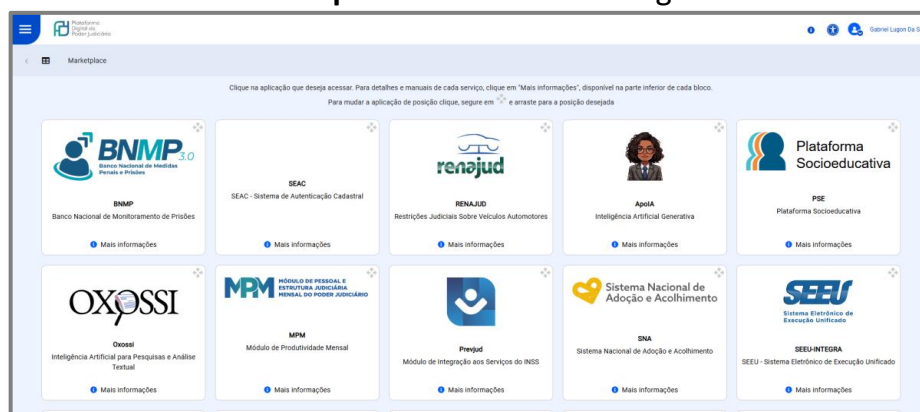 Plataforma
Digital do
Poder Judiciário
Gabriel Lugon Da S
Marketplace
Clique na aplicação que deseja acessar. Para detalhes e manuais de cada serviço, clique em "Mais informações", disponível na parte inferior de cada bloco.
Para mudar a aplicação de posição clique, segure em e arraste para a posição desejada
BNMP 3.0
Banco Nacional de Medidas
Penais e Prisões
BNMP
Banco Nacional de Monitoramento de Prisões
Mais informações
SEAC
SEAC - Sistema de Autenticação Cadastral
Mais informações
renajud
RENAJUD
Restrições Judiciais Sobre Veículos Automotores
Mais informações
ApoIA
Inteligência Artificial Generativa
Mais informações
Plataforma
Socioeducativa
PSE
Plataforma Socioeducativa
Mais informações
OXOSSI
Oxossi
Inteligência Artificial para Pesquisas e Análise
Textual
Mais informações
MPM
MÓDULO DE PESSOAL E
ESTRUTURA JUDICIÁRIA
MENSAL DO PODER JUDICIÁRIO
MPM
Módulo de Produtividade Mensal
Mais informações
Prevjud
Módulo de Integração aos Serviços do INSS
Mais informações
Sistema Nacional de
Adoção e Acolhimento
SNA
Sistema Nacional de Adoção e Acolhimento
Mais informações
SEEU
Sistema Eletrônico de
Execução Unificado
SEEU-INTEGRA
SEEU - Sistema Eletrônico de Execução Unificado
Mais informações